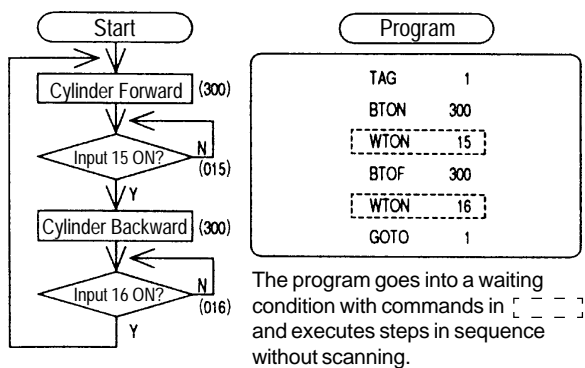 Start
Cylinder Forward (300)
Input 15 ON?
N
(015)
Y
Cylinder Backward (300)
Input 16 ON?
N
(016)
Y
Program
TAG 1
BTON 300
WTON 15
BTOF 300
WTON 16
GOTO 1
The program goes into a waiting
condition with commands in
and executes steps in sequence
without scanning.